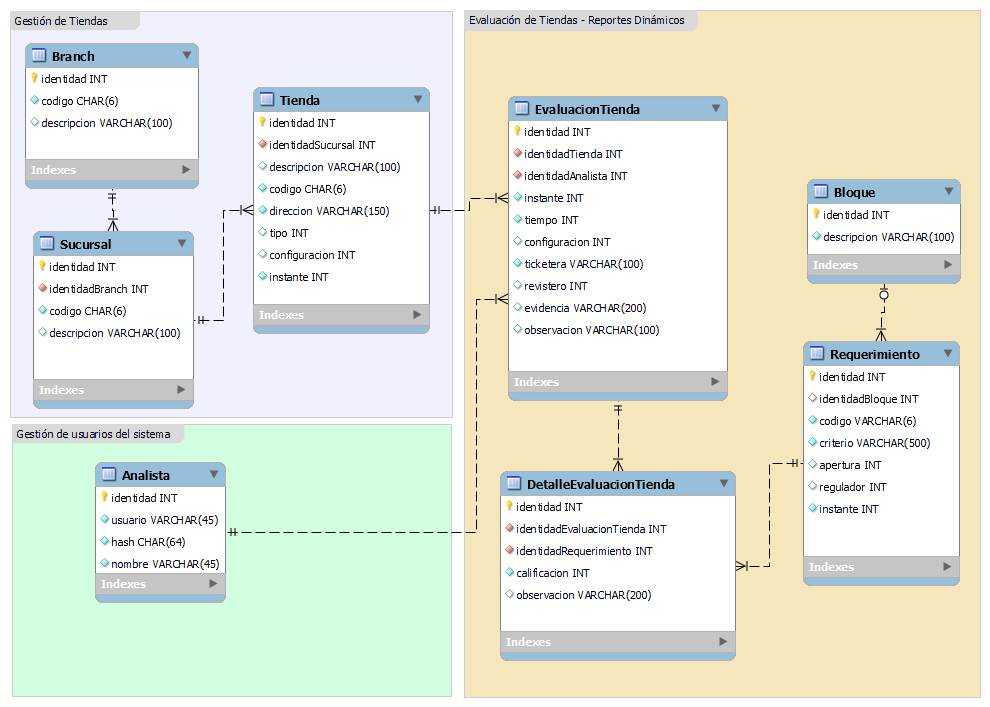 Gestión de Tiendas
Branch
identidad INT
codigo CHAR(6)
descripcion VARCHAR(100)
Indexes
Sucursal
identidad INT
identidadBranch INT
codigo CHAR(6)
descripcion VARCHAR(100)
Indexes
Tienda
identidad INT
identidadSucursal INT
descripcion VARCHAR(100)
codigo CHAR(6)
direccion VARCHAR(150)
tipo INT
configuracion INT
instante INT
Indexes
Gestión de usuarios del sistema
Analista
identidad INT
usuario VARCHAR(45)
hash CHAR(64)
nombre VARCHAR(45)
Indexes
Evaluación de Tiendas - Reportes Dinámicos
EvaluacionTienda
identidad INT
identidadTienda INT
identidadAnalista INT
instante INT
tiempo INT
configuracion INT
ticketera VARCHAR(100)
revistero INT
evidencia VARCHAR(200)
observacion VARCHAR(100)
Indexes
DetalleEvaluacionTienda
identidad INT
identidadEvaluacionTienda INT
identidadRequerimiento INT
calificacion INT
observacion VARCHAR(200)
Indexes
Bloque
identidad INT
descripcion VARCHAR(100)
Indexes
Requerimiento
identidad INT
identidadBloque INT
codigo VARCHAR(6)
criterio VARCHAR(500)
apertura INT
regulador INT
instante INT
Indexes